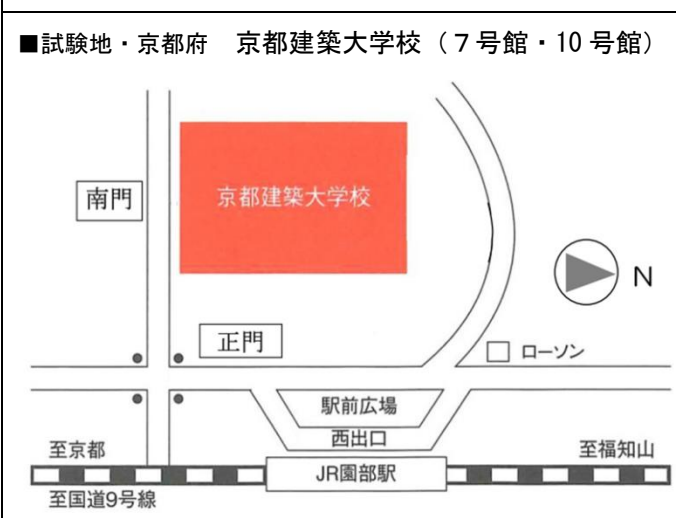 ■試験地・京都府　京都建築大学校（７号館・10号館）
南門
京都建築大学校
N
正門
ローソン
駅前広場
西出口
至京都
至福知山
JR園部駅
至国道9号線